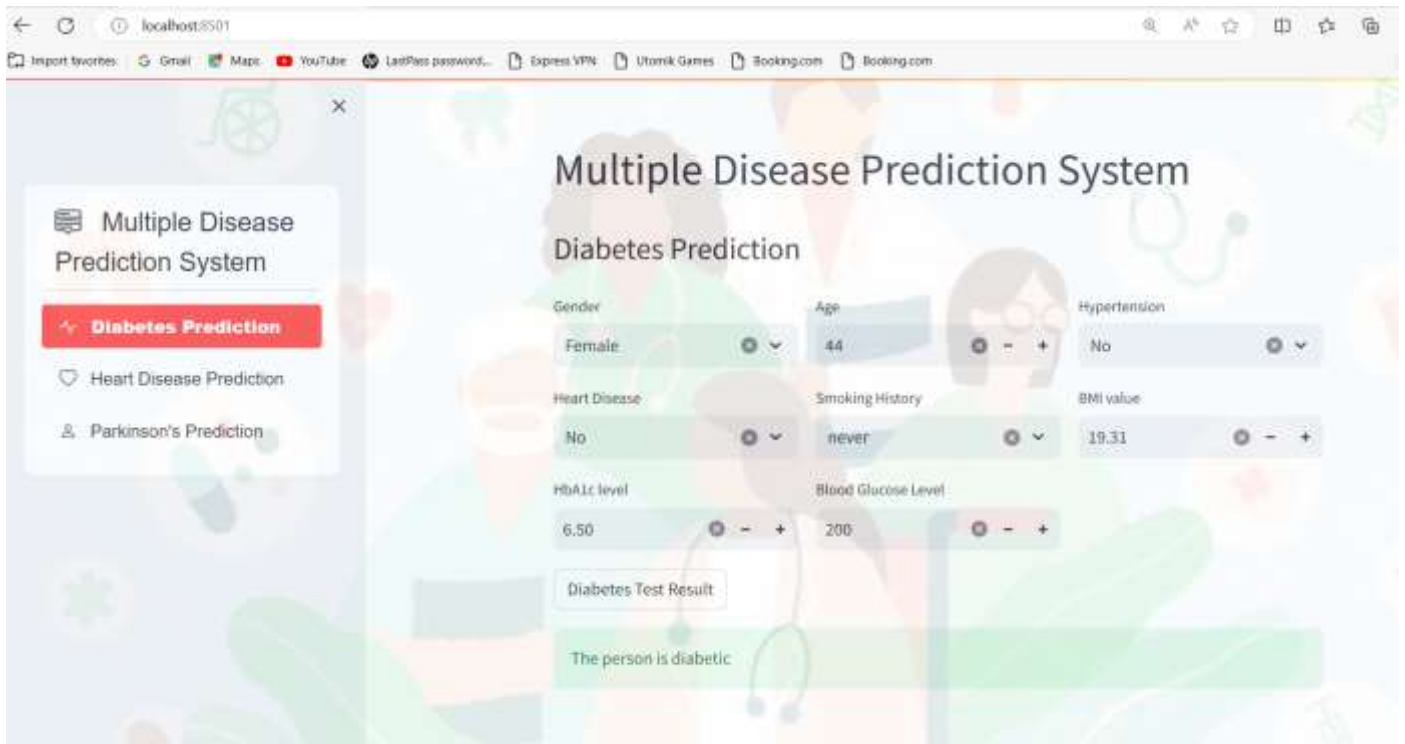 localhost:8501
Import favorites Gmail Maps YouTube LastPass password... Express VPN Utomik Games Booking.com Booking.com
Multiple Disease
Prediction System
Diabetes Prediction
Heart Disease Prediction
Parkinson's Prediction
Multiple Disease Prediction System
Diabetes Prediction
Gender Age Hypertension
Female 44 No
Heart Disease Smoking History BMI value
No never 19.31
HbA1c level Blood Glucose Level
6.50 200
Diabetes Test Result
The person is diabetic